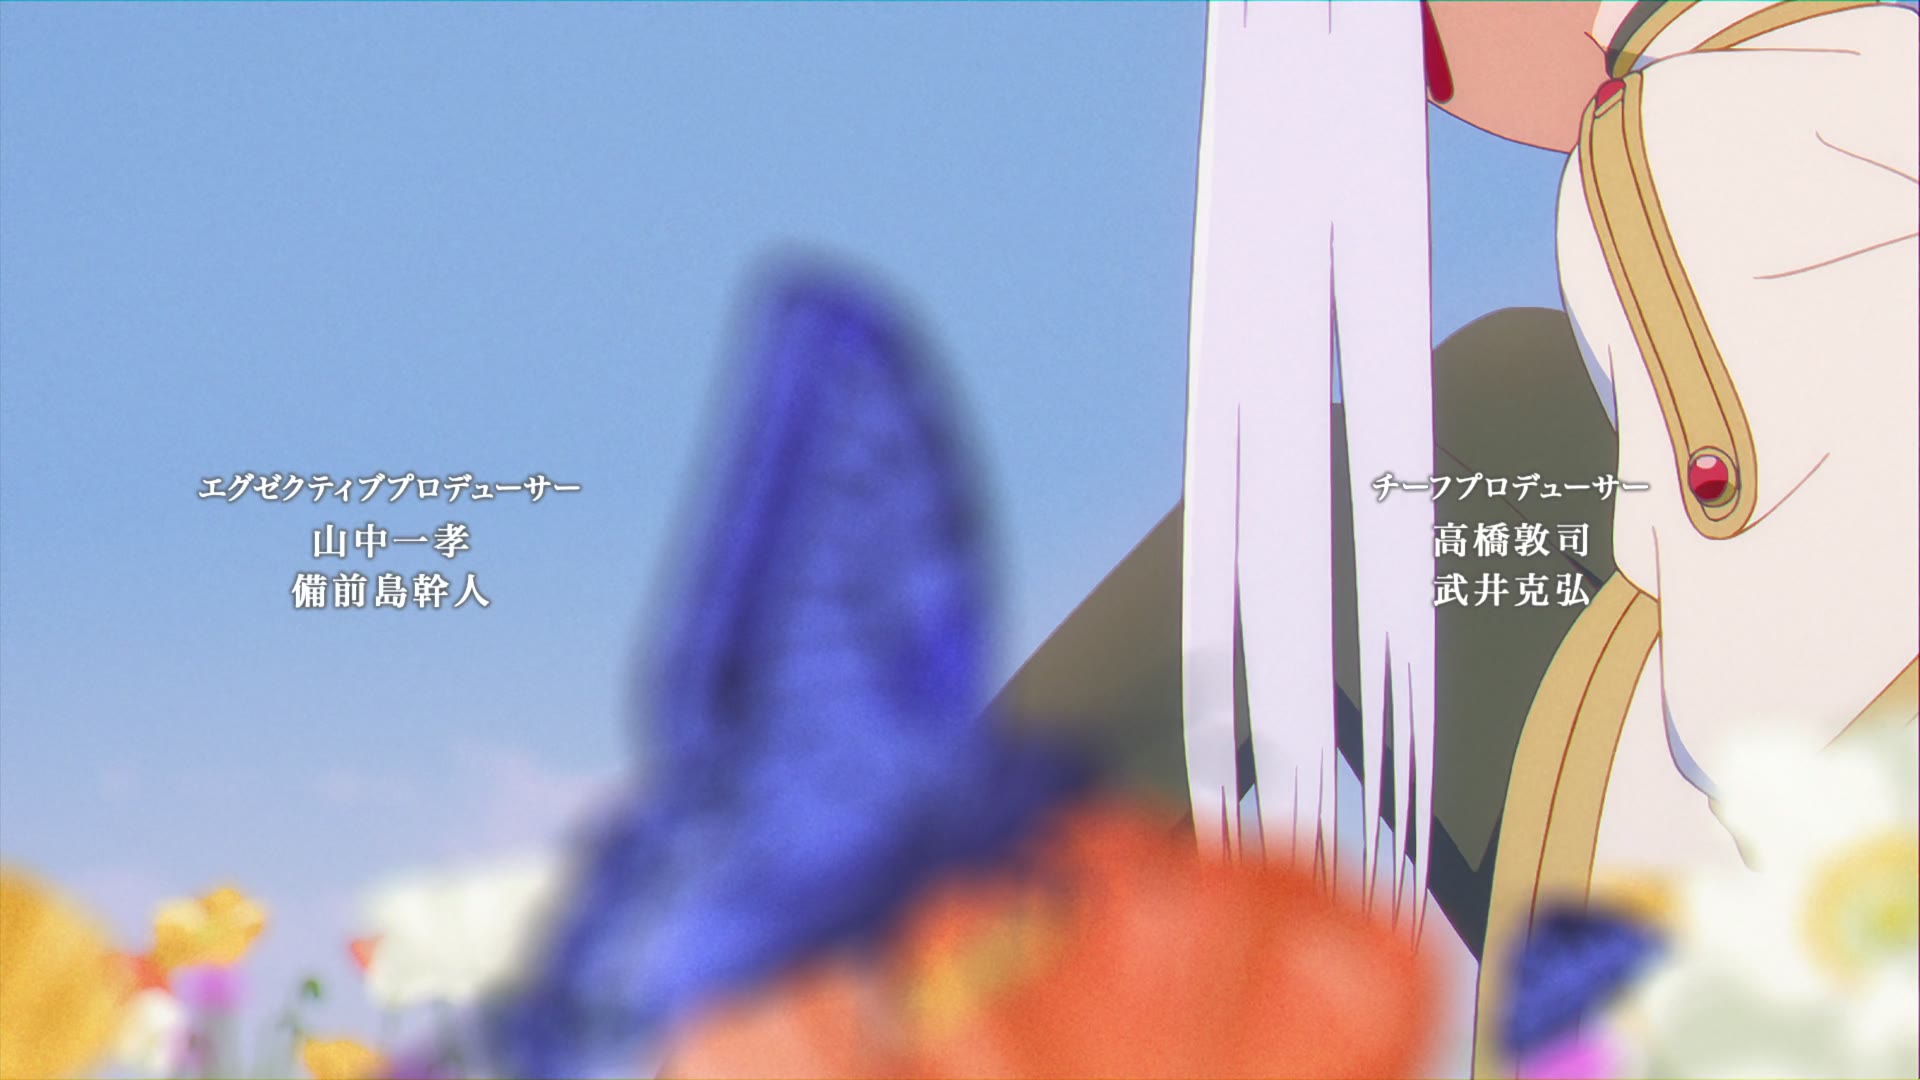 エグゼクティブプロデューサー
山中一孝
備前島幹人
チーフプロデューサー
高橋敦司
武井克弘